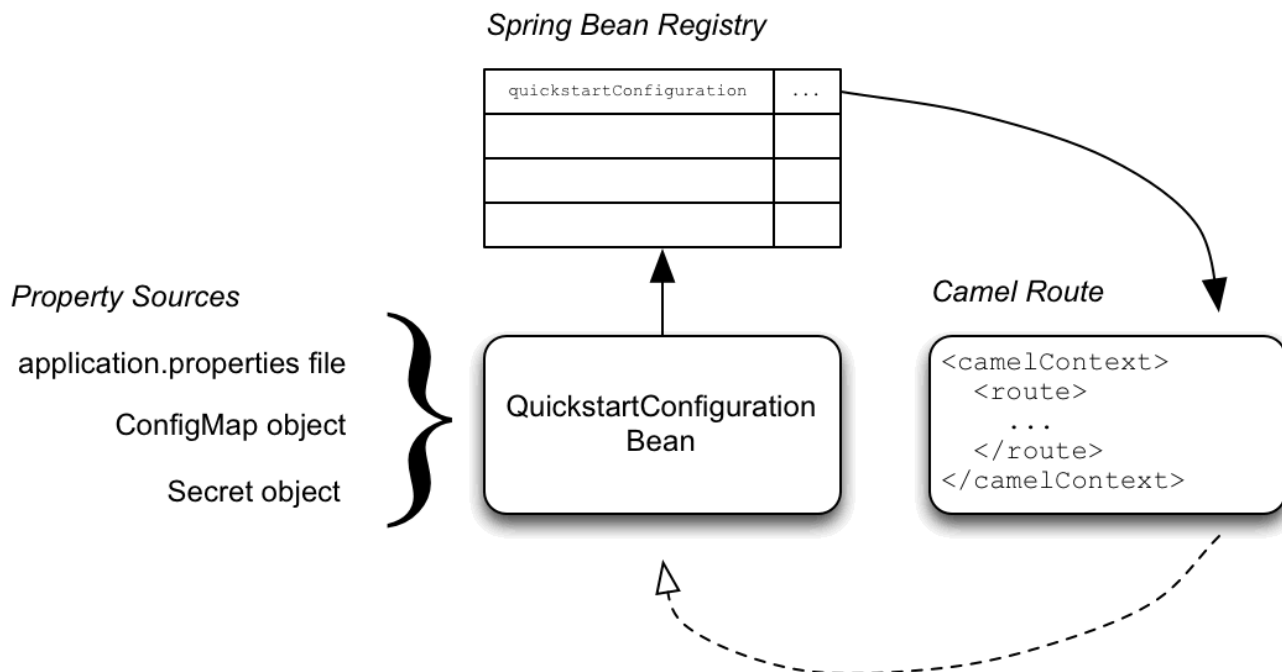 Spring Bean Registry
quickstartConfiguration ...
Property Sources
application.properties file
ConfigMap object
Secret object
QuickstartConfiguration
Bean
Camel Route
<camelContext>
<route>
...
</route>
</camelContext>